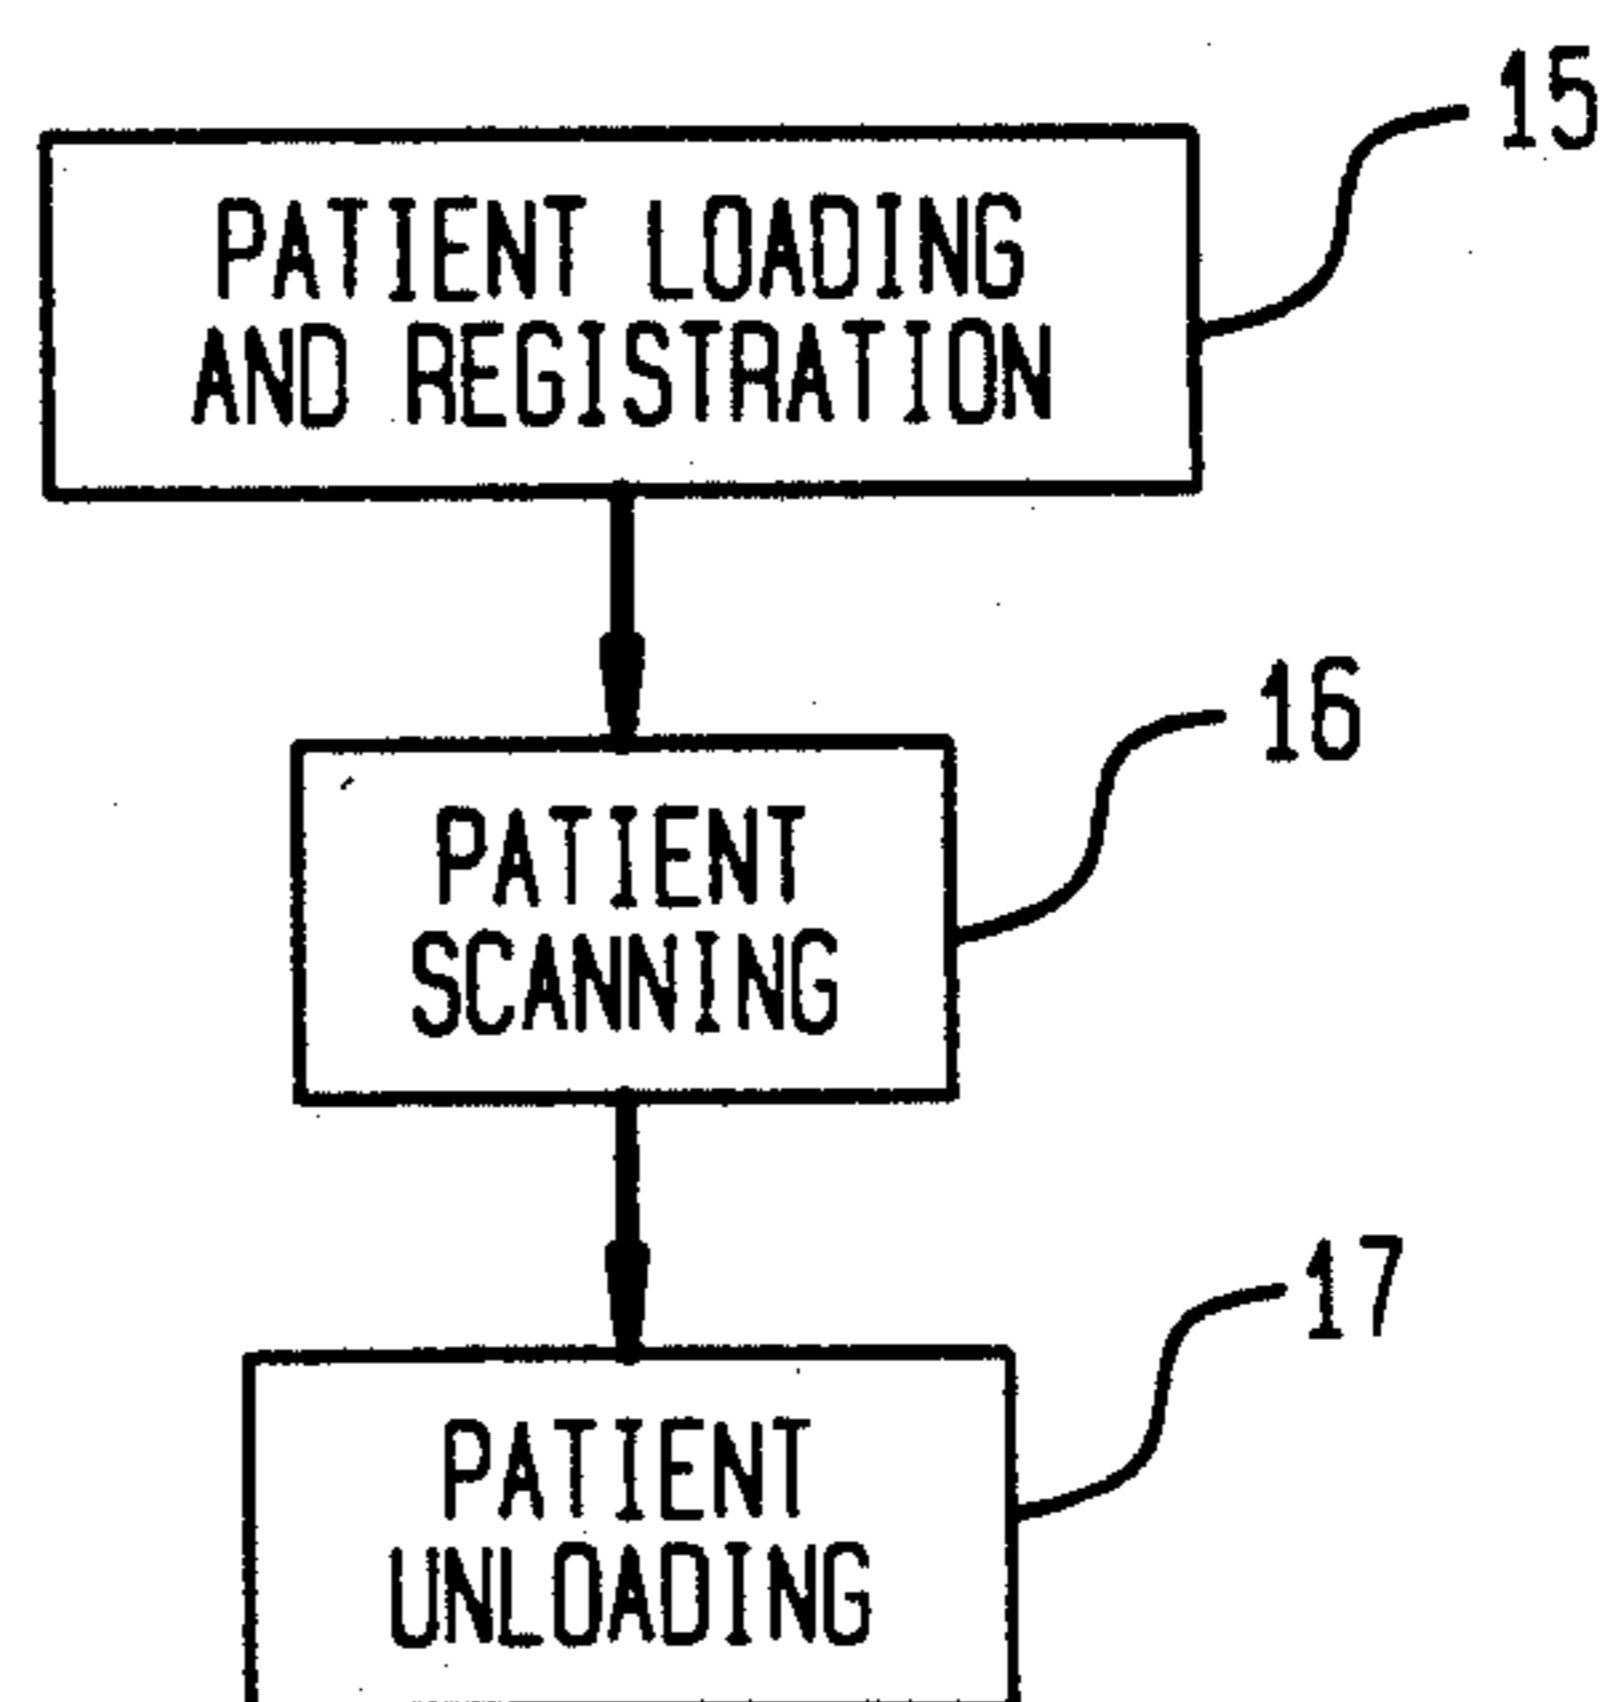 15
PATIENT LOADING
AND REGISTRATION
16
PATIENT
SCANNING
17
PATIENT
UNLOADING